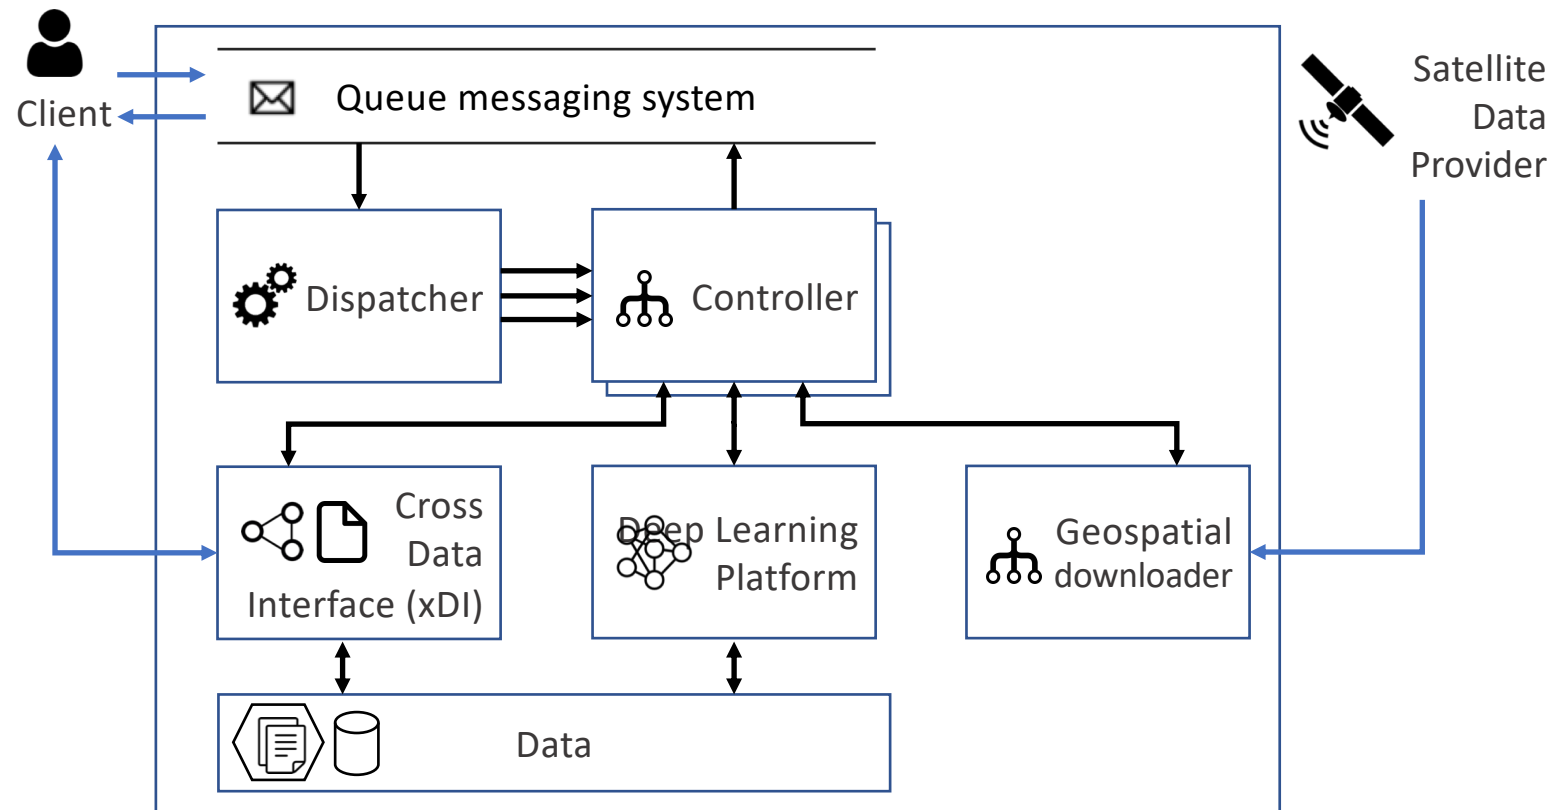 Client
Queue messaging system
Satellite
Data
Provider
Dispatcher
Controller
Cross
Data
Interface (xDI)
Deep Learning
Platform
Geospatial
downloader
Data